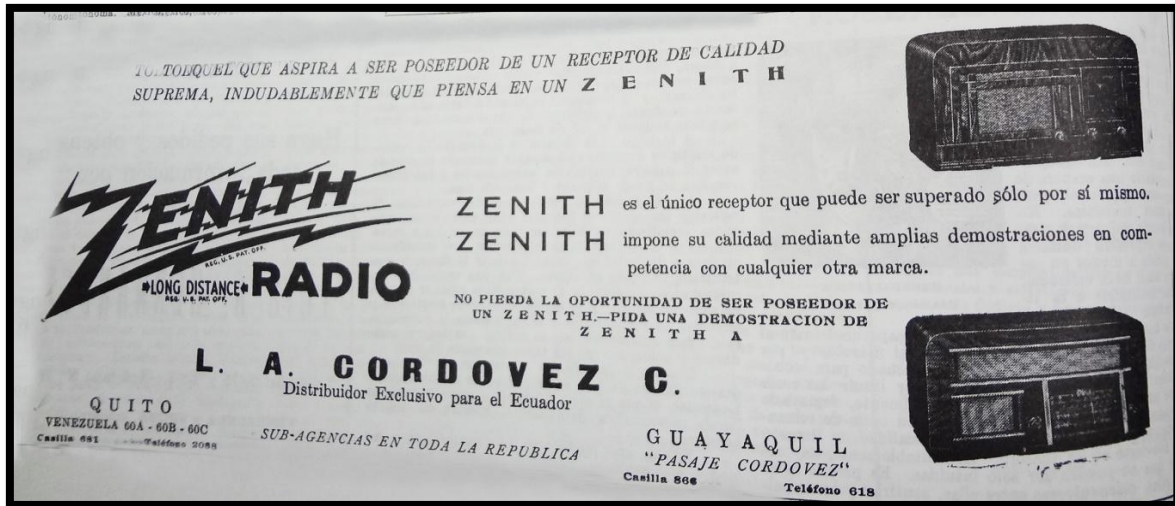 TODQUEL QUE ASPIRA A SER POSEEDOR DE UN RECEPTOR DE CALIDAD
SUPREMA, INDUDABLEMENTE QUE PIENSA EN UN ZENITH
ZENITH
REG. U.S. PAT. OFF.
LONG DISTANCE RADIO
REG. U.S. PAT. OFF.
ZENITH es el único receptor que puede ser superado sólo por sí mismo.
ZENITH impone su calidad mediante amplias demostraciones en com-
petencia con cualquier otra marca.
NO PIERDA LA OPORTUNIDAD DE SER POSEEDOR DE
UN ZENITH.—PIDA UNA DEMOSTRACION DE
ZENITH A
L. A. CORDOVEZ C.
Distribuidor Exclusivo para el Ecuador
QUITO
VENEZUELA 60A - 60B - 60C
Casilla 681 Teléfono 2088
SUB-AGENCIAS EN TODA LA REPUBLICA
GUAYAQUIL
"PASAJE CORDOVEZ"
Casilla 866 Teléfono 618